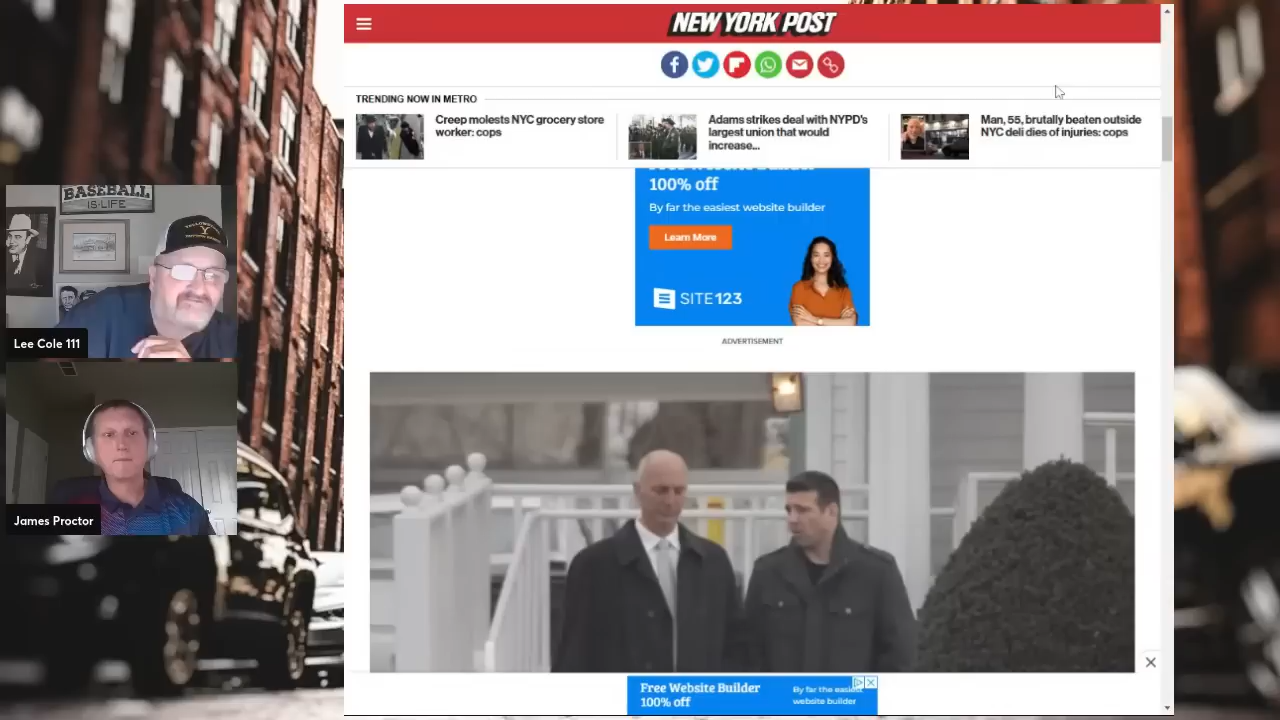 NEW YORK POST
TRENDING NOW IN METRO
Creep molests NYC grocery store
worker: cops
Adams strikes deal with NYPD's
largest union that would
increase...
Man, 55, brutally beaten outside
NYC deli dies of injuries: cops
100% off
By far the easiest website builder
Learn More
SITE123
ADVERTISEMENT
Free Website Builder
100% off
By far the easiest
website builder
BASEBALL
IS LIFE
Lee Cole 111
James Proctor